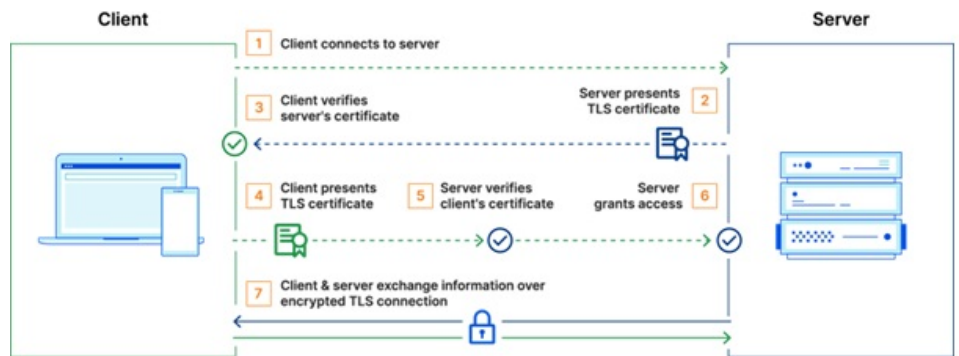 Client
Server
1 Client connects to server
Server presents 2
TLS certificate
3 Client verifies
server's certificate
4 Client presents
TLS certificate
5 Server verifies
client's certificate
Server 6
grants access
7 Client & server exchange information over
encrypted TLS connection